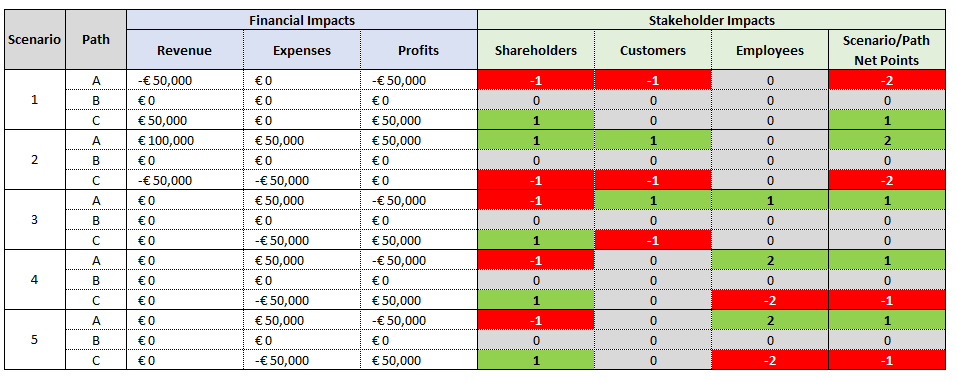 Financial Impacts Stakeholder Impacts
Scenario Path Revenue Expenses Profits Shareholders Customers Employees Scenario/Path Net Points
1 A -€ 50,000 € 0 -€ 50,000 -1 -1 0 -2
B € 0 € 0 € 0 0 0 0 0
C € 50,000 € 0 € 50,000 1 0 0 1
2 A € 100,000 € 50,000 € 50,000 1 1 0 2
B € 0 € 0 € 0 0 0 0 0
C -€ 50,000 -€ 50,000 € 0 -1 -1 0 -2
3 A € 0 € 50,000 -€ 50,000 -1 1 1 1
B € 0 € 0 € 0 0 0 0 0
C € 0 -€ 50,000 € 50,000 1 -1 0 0
4 A € 0 € 50,000 -€ 50,000 -1 0 2 1
B € 0 € 0 € 0 0 0 0 0
C € 0 -€ 50,000 € 50,000 1 0 -2 -1
5 A € 0 € 50,000 -€ 50,000 -1 0 2 1
B € 0 € 0 € 0 0 0 0 0
C € 0 -€ 50,000 € 50,000 1 0 -2 -1